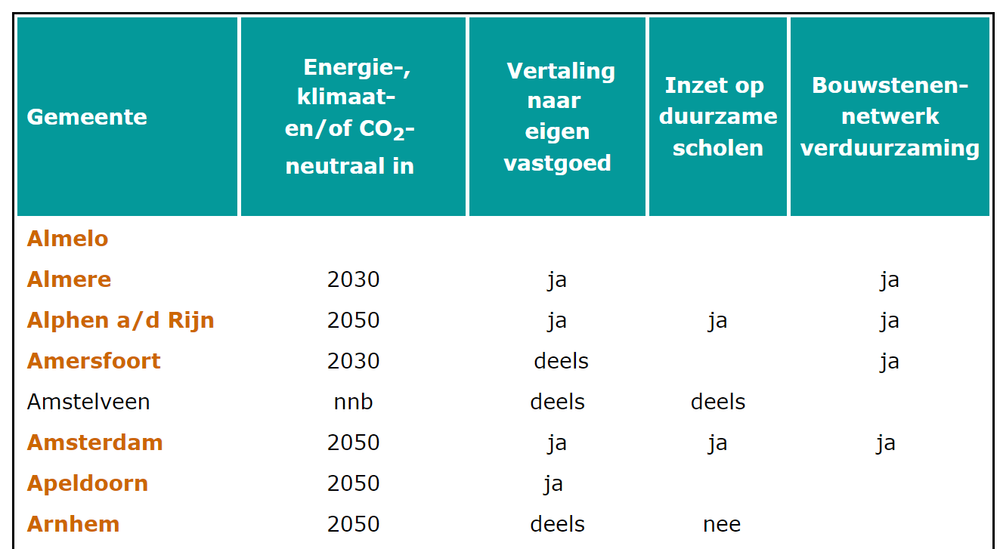 Gemeente
Energie-,
klimaat-
en/of CO₂-
neutraal in
Vertaling
naar
eigen
vastgoed
Inzet op
duurzame
scholen
Bouwstenen-
netwerk
verduurzaming
Almelo
Almere 2030 ja ja
Alphen a/d Rijn 2050 ja ja ja
Amersfoort 2030 deels ja
Amstelveen nnb deels deels
Amsterdam 2050 ja ja ja
Apeldoorn 2050 ja
Arnhem 2050 deels nee